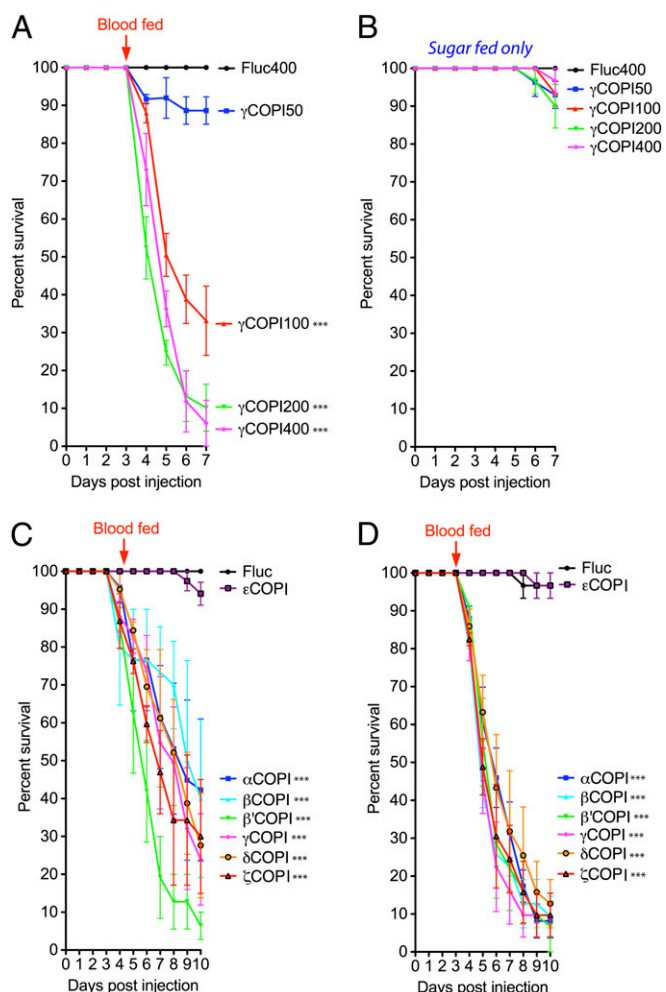 A
Blood fed
Percent survival
100
90
80
70
60
50
40
30
20
10
0
0 1 2 3 4 5 6 7
Days post injection
Fluc400
γCOPI50
γCOPI100 ***
γCOPI200 ***
γCOPI400 ***
B
Sugar fed only
Percent survival
100
90
80
70
60
50
40
30
20
10
0
0 1 2 3 4 5 6 7
Days post injection
Fluc400
γCOPI50
γCOPI100
γCOPI200
γCOPI400
C
Blood fed
Percent survival
100
90
80
70
60
50
40
30
20
10
0
0 1 2 3 4 5 6 7 8 9 10
Days post injection
Fluc
εCOPI
αCOPI ***
βCOPI ***
β'COPI ***
γCOPI ***
δCOPI ***
ζCOPI ***
D
Blood fed
Percent survival
100
90
80
70
60
50
40
30
20
10
0
0 1 2 3 4 5 6 7 8 9 10
Days post injection
Fluc
εCOPI
αCOPI ***
βCOPI ***
β'COPI ***
γCOPI ***
δCOPI ***
ζCOPI ***